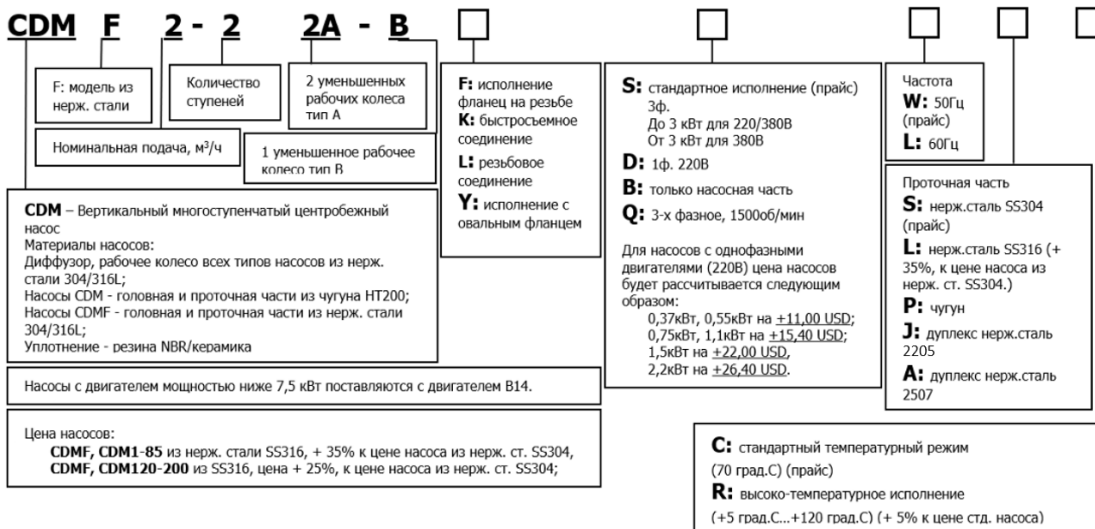 CDM F 2 - 2 2A - B
F: модель из
нерж. стали
Количество
ступеней
2 уменьшенных
рабочих колеса
тип А
Номинальная подача, м³/ч
1 уменьшенное рабочее
колесо тип В
CDM – Вертикальный многоступенчатый центробежный
насос
Материалы насосов:
Диффузор, рабочее колесо всех типов насосов из нерж.
стали 304/316L;
Насосы CDM - головная и проточная части из чугуна HT200;
Насосы CDMF - головная и проточная части из нерж. стали
304/316L;
Уплотнение - резина NBR/керамика
F: исполнение
фланец на резьбе
K: быстросъемное
соединение
L: резьбовое
соединение
Y: исполнение с
овальным фланцем
S: стандартное исполнение (прайс)
3ф.
До 3 кВт для 220/380В
От 3 кВт для 380В
D: 1ф. 220В
B: только насосная часть
Q: 3-х фазное, 1500об/мин
Для насосов с однофазными
двигателями (220В) цена насосов
будет рассчитывается следующим
образом:
0,37кВт, 0,55кВт на +11,00 USD;
0,75кВт, 1,1кВт на +15,40 USD;
1,5кВт на +22,00 USD,
2,2кВт на +26,40 USD.
Частота
W: 50Гц
(прайс)
L: 60Гц
Проточная часть
S: нерж.сталь SS304
(прайс)
L: нерж.сталь SS316 (+
35%, к цене насоса из
нерж. ст. SS304.)
P: чугун
J: дуплекс нерж.сталь
2205
A: дуплекс нерж.сталь
2507
Насосы с двигателем мощностью ниже 7,5 кВт поставляются с двигателем В14.
Цена насосов:
CDMF, CDM1-85 из нерж. стали SS316, + 35% к цене насоса из нерж. ст. SS304,
CDMF, CDM120-200 из SS316, цена + 25%, к цене насоса из нерж. ст. SS304;
C: стандартный температурный режим
(70 град.С) (прайс)
R: высоко-температурное исполнение
(+5 град.С...+120 град.С) (+ 5% к цене стд. насоса)